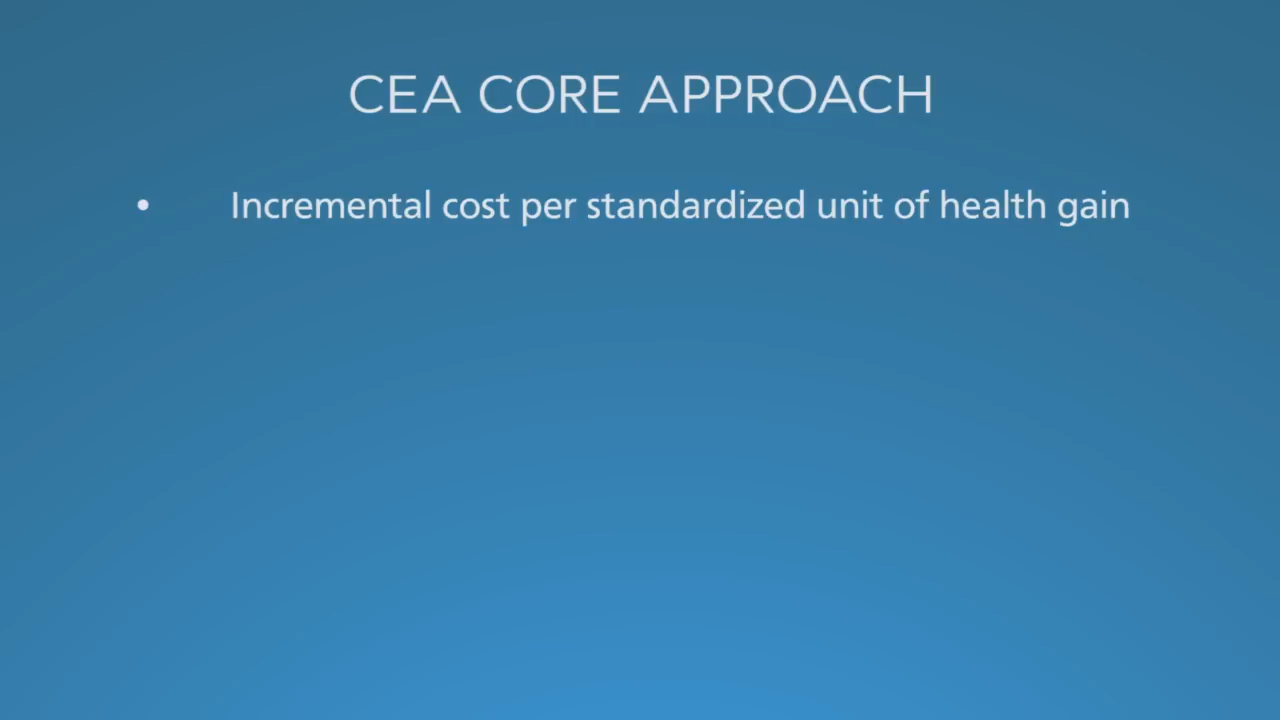 CEA CORE APPROACH
• Incremental cost per standardized unit of health gain